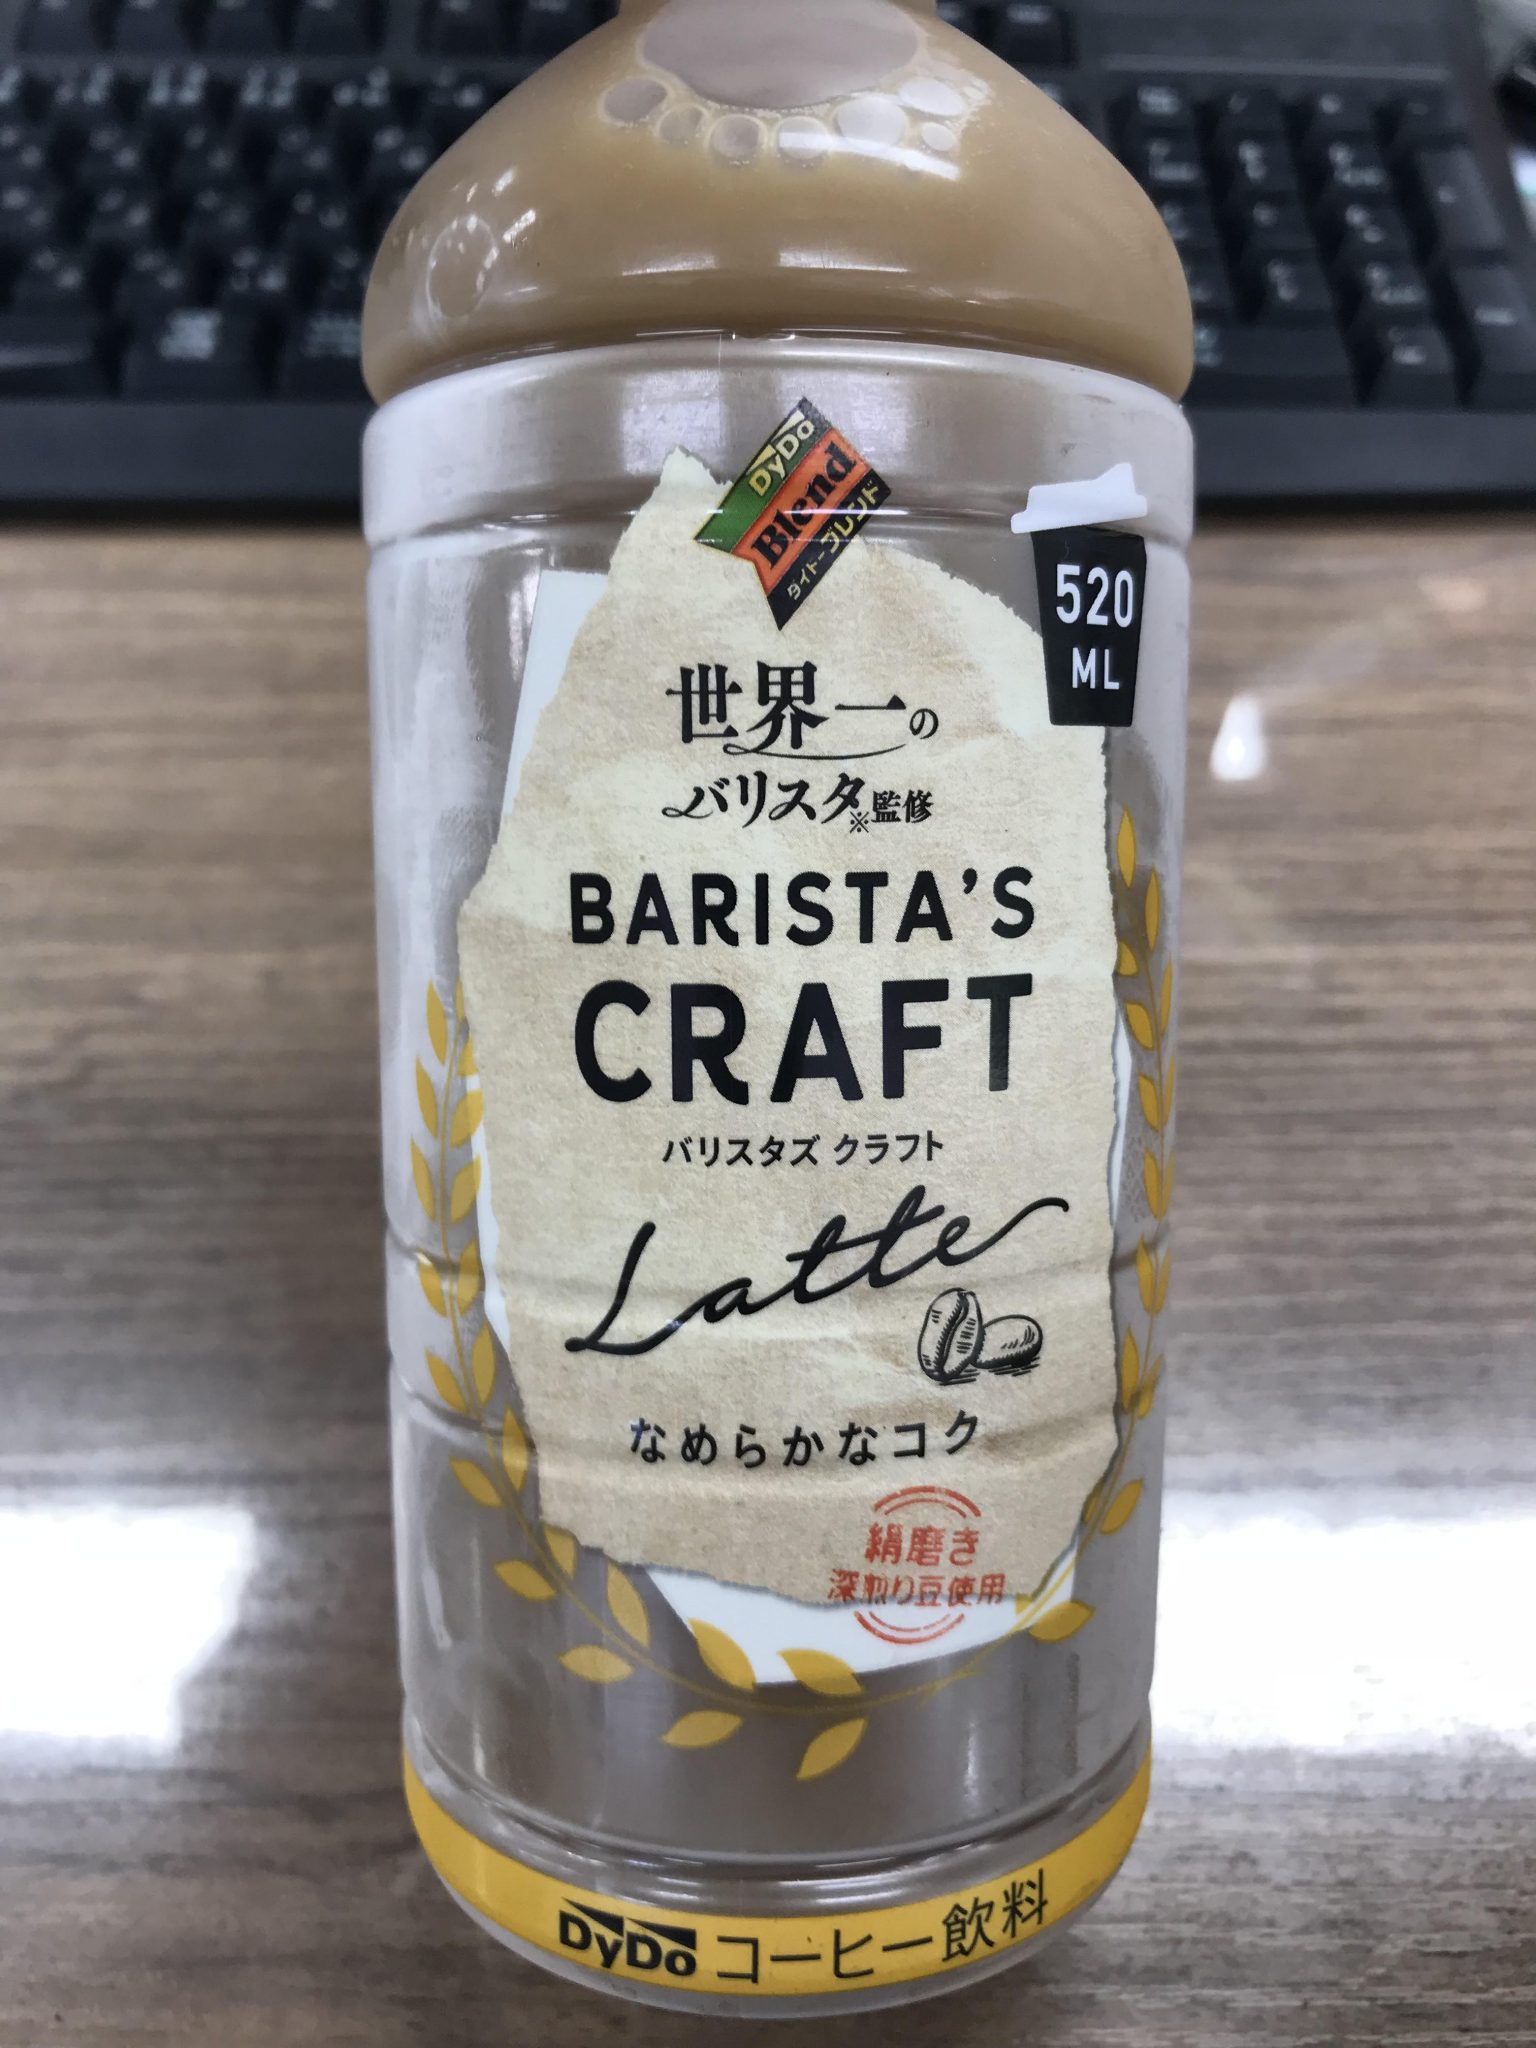 DyDo
Blend
ダイドーブレンド
520
ML
世界一の
バリスタ※監修
BARISTA'S
CRAFT
バリスタズ クラフト
Latte
なめらかなコク
絹磨き
深煎り豆使用
DyDo コーヒー飲料